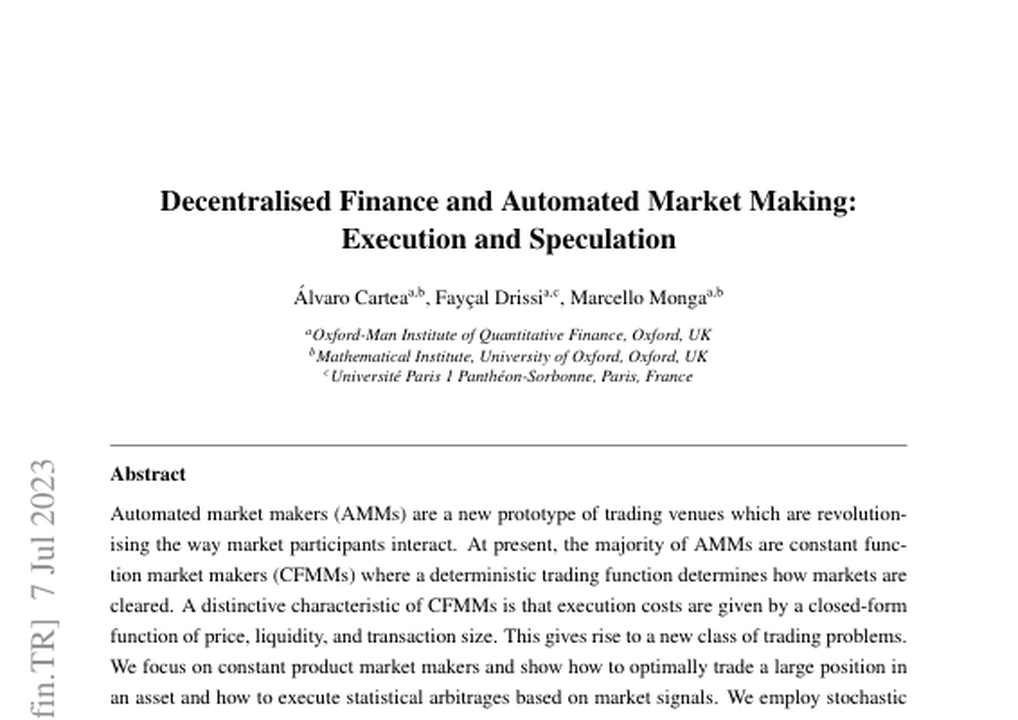 Decentralised Finance and Automated Market Making:
Execution and Speculation
Álvaro Cartea^a,b, Fayçal Drissi^a,c, Marcello Monga^a,b
^aOxford-Man Institute of Quantitative Finance, Oxford, UK
^bMathematical Institute, University of Oxford, Oxford, UK
^cUniversité Paris 1 Panthéon-Sorbonne, Paris, France
Abstract
Automated market makers (AMMs) are a new prototype of trading venues which are revolution-
ising the way market participants interact. At present, the majority of AMMs are constant func-
tion market makers (CFMMs) where a deterministic trading function determines how markets are
cleared. A distinctive characteristic of CFMMs is that execution costs are given by a closed-form
function of price, liquidity, and transaction size. This gives rise to a new class of trading problems.
We focus on constant product market makers and show how to optimally trade a large position in
an asset and how to execute statistical arbitrages based on market signals. We employ stochastic
fin.TR] 7 Jul 2023